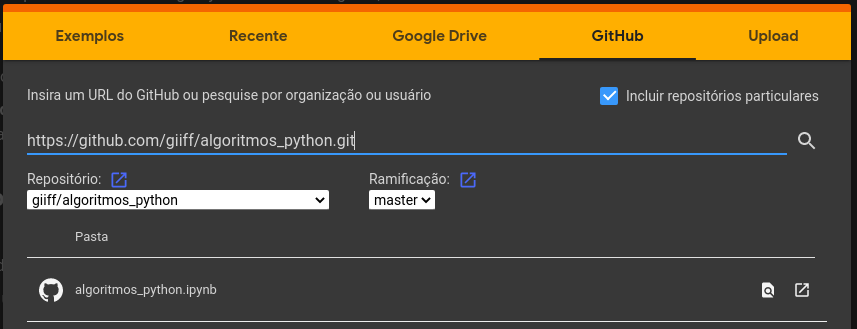 Exemplos Recente Google Drive GitHub Upload
Insira um URL do GitHub ou pesquise por organização ou usuário Incluir repositórios particulares
https://github.com/giiff/algoritmos_python.git
Repositório: Ramificação:
giiff/algoritmos_python master
Pasta
algoritmos_python.ipynb